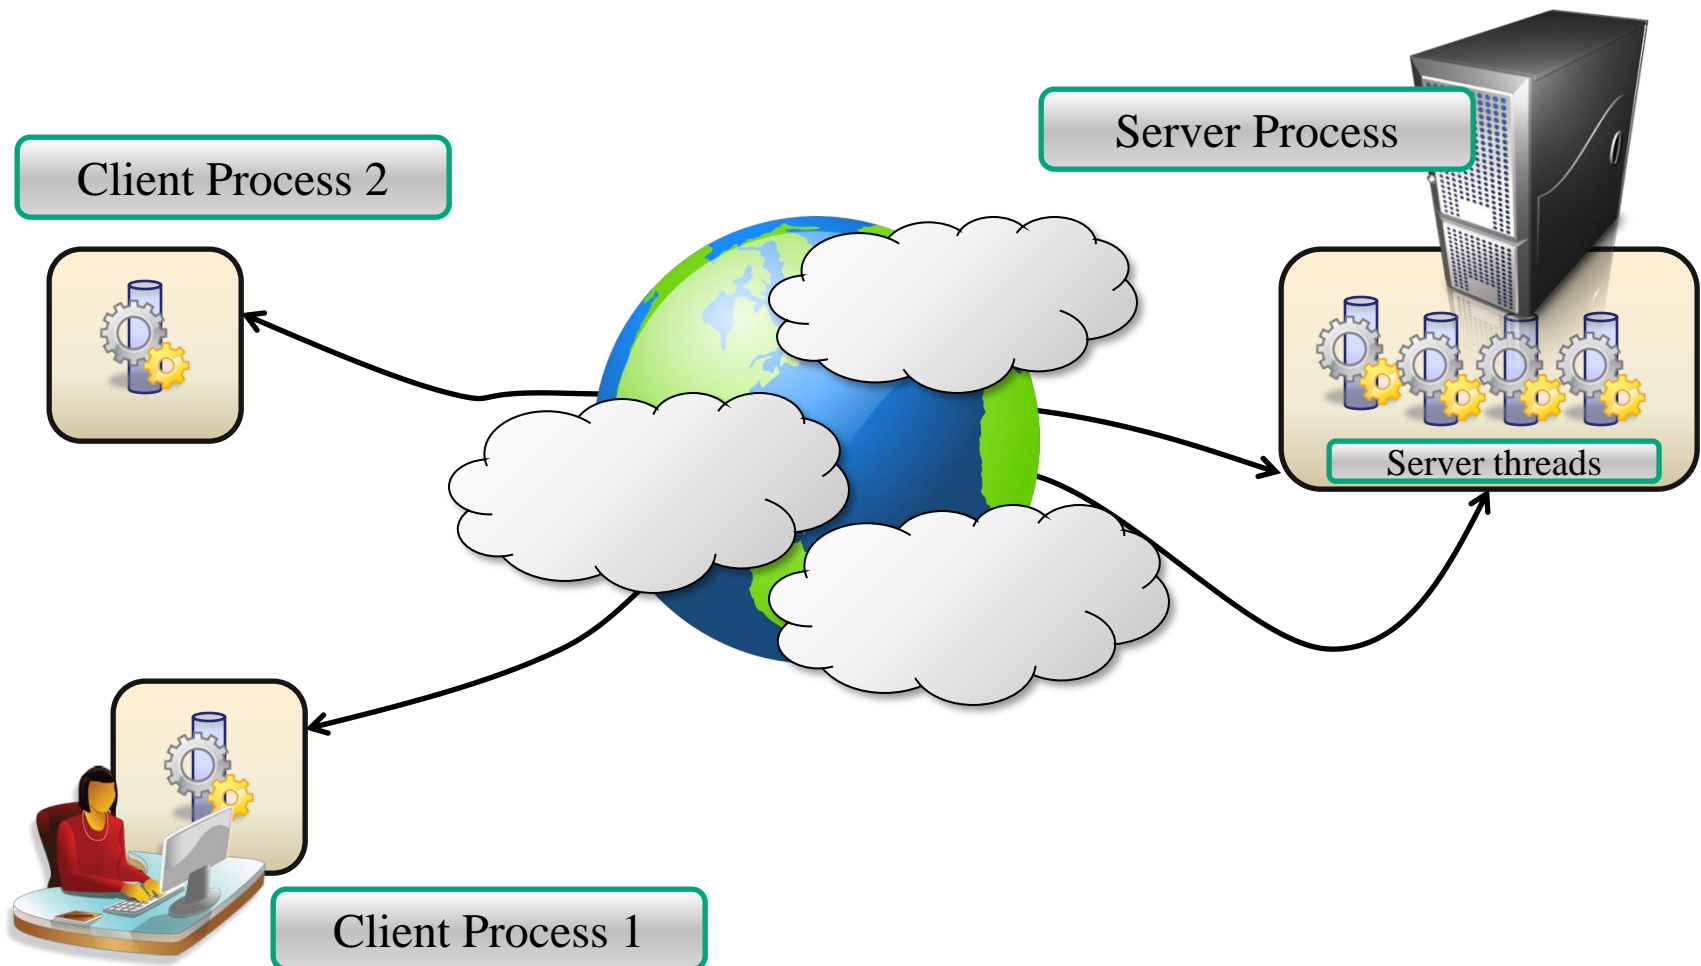 Server Process
Client Process 2
Server threads
Client Process 1